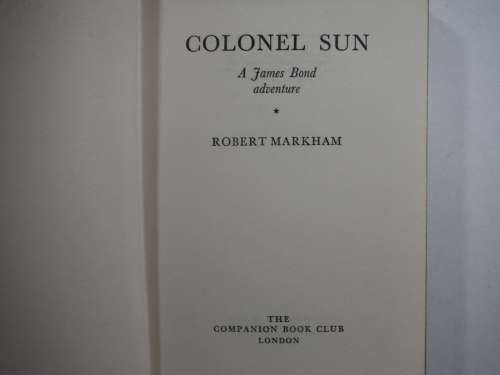 COLONEL SUN
A James Bond
adventure
*
ROBERT MARKHAM
THE
COMPANION BOOK CLUB
LONDON